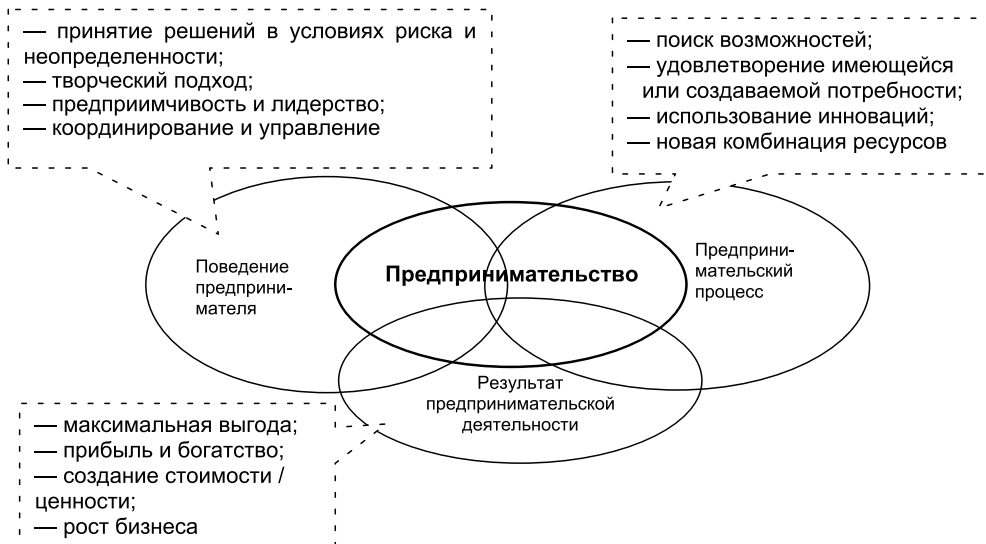 — принятие решений в условиях риска и
неопределенности;
— творческий подход;
— предприимчивость и лидерство;
— координирование и управление
— поиск возможностей;
— удовлетворение имеющейся
или создаваемой потребности;
— использование инноваций;
— новая комбинация ресурсов
Поведение
предприни-
мателя
Предпринимательство
Предприни-
мательский
процесс
Результат
предпринимательской
деятельности
— максимальная выгода;
— прибыль и богатство;
— создание стоимости /
ценности;
— рост бизнеса